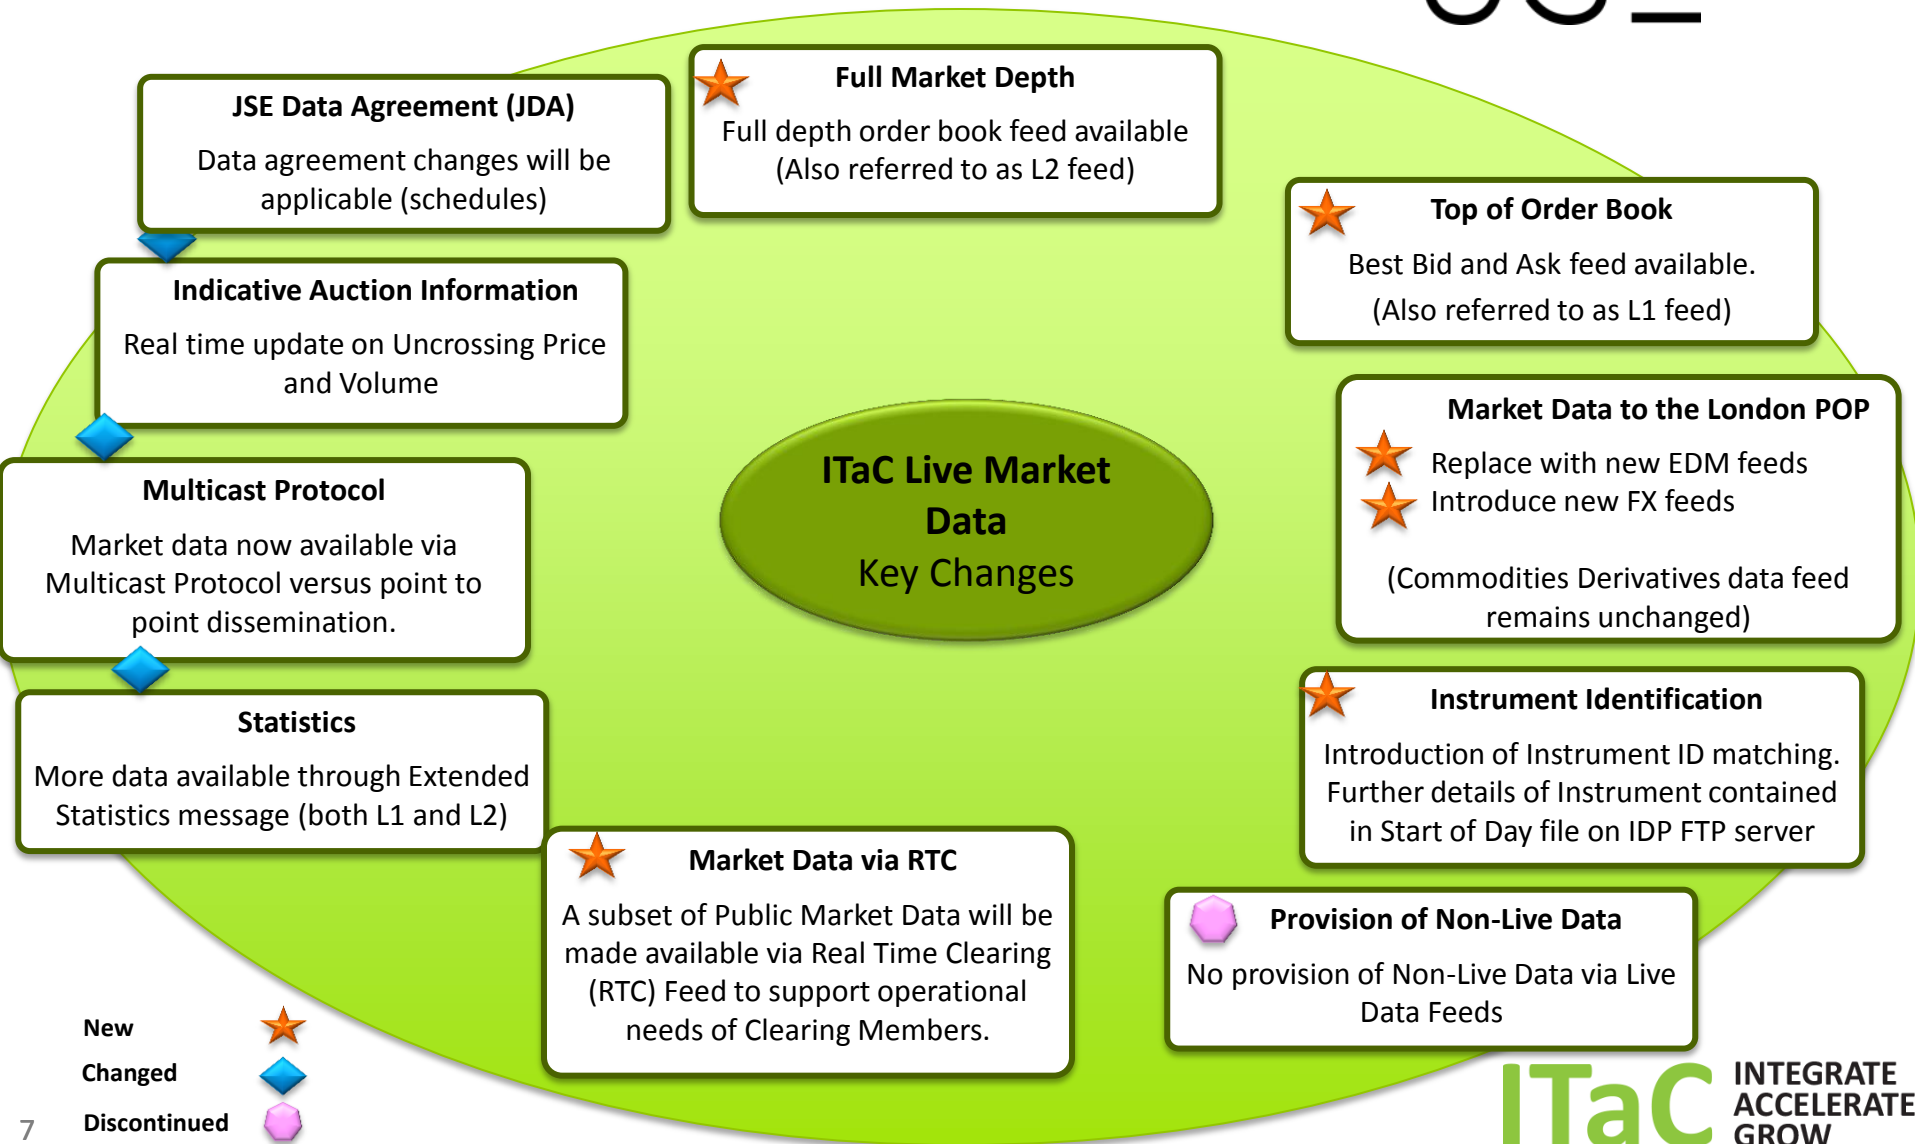 JSE Data Agreement (JDA)
Data agreement changes will be
applicable (schedules)
Full Market Depth
Full depth order book feed available
(Also referred to as L2 feed)
Top of Order Book
Best Bid and Ask feed available.
(Also referred to as L1 feed)
Indicative Auction Information
Real time update on Uncrossing Price
and Volume
Market Data to the London POP
Replace with new EDM feeds
Introduce new FX feeds
(Commodities Derivatives data feed
remains unchanged)
ITaC Live Market
Data
Key Changes
Multicast Protocol
Market data now available via
Multicast Protocol versus point to
point dissemination.
Instrument Identification
Introduction of Instrument ID matching.
Further details of Instrument contained
in Start of Day file on IDP FTP server
Statistics
More data available through Extended
Statistics message (both L1 and L2)
Market Data via RTC
A subset of Public Market Data will be
made available via Real Time Clearing
(RTC) Feed to support operational
needs of Clearing Members.
Provision of Non-Live Data
No provision of Non-Live Data via Live
Data Feeds
New
Changed
Discontinued
7
ITaC
INTEGRATE
ACCELERATE
GROW